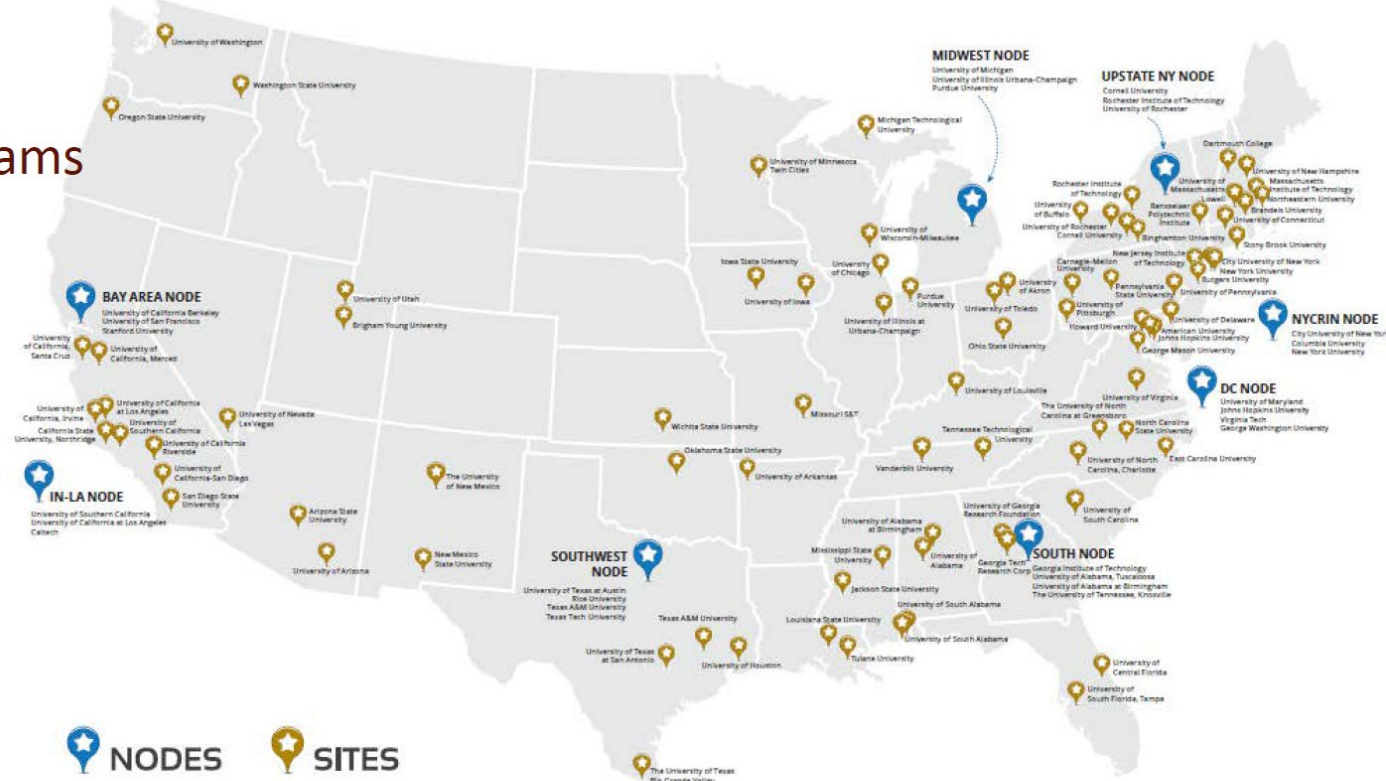 ams
University of Washington
Washington State University
Oregon State University
MIDWEST NODE
University of Michigan
University of Illinois Urbana-Champaign
Purdue University
UPSTATE NY NODE
Cornell University
Rochester Institute of Technology
University of Rochester
Michigan Technological
University
University of Minnesota
Twin Cities
Dartmouth College
University of New Hampshire
Massachusetts
Institute of Technology
Northeastern University
University of
Massachusetts
Lowell
Brandeis University
University of Connecticut
Rochester Institute
of Technology
University
of Buffalo
Rensselaer
Polytechnic
Institute
University of Rochester
Cornell University
Binghamton University
Stony Brook University
University of
Wisconsin-Milwaukee
Iowa State University
University
of Chicago
University of Iowa
Purdue
University
University of Illinois at
Urbana-Champaign
University
of Akron
University of Toledo
Ohio State University
Carnegie-Mellon
University
New Jersey Institute
of Technology
City University of New York
New York University
Rutgers University
Pennsylvania
State University
University of Pennsylvania
University of
Pittsburgh
University of Delaware
Howard University
American University
Johns Hopkins University
George Mason University
NYCRIN NODE
City University of New Yor
Columbia University
New York University
DC NODE
University of Maryland
Johns Hopkins University
Virginia Tech
George Washington University
BAY AREA NODE
University of California Berkeley
University of San Francisco
Stanford University
University
of California,
Santa Cruz
University of
California, Merced
University of Utah
Brigham Young University
University of
California, Irvine
University of California
at Los Angeles
University of
Southern California
California State
University, Northridge
University of California
Riverside
University of Nevada
Las Vegas
University of
California-San Diego
San Diego State
University
IN-LA NODE
University of Southern California
University of California at Los Angeles
Caltech
Arizona State
University
University of Arizona
The University
of New Mexico
New Mexico
State University
Wichita State University
Missouri S&T
Oklahoma State University
University of Arkansas
University of Louisville
University of Virginia
The University of North
Carolina at Greensboro
North Carolina
State University
Tennessee Technological
University
Vanderbilt University
University of North
Carolina, Charlotte
East Carolina University
University of
South Carolina
University of Georgia
Research Foundation
University of Alabama
at Birmingham
Mississippi State
University
University of
Alabama
Georgia Tech
Research Corp
SOUTH NODE
Georgia Institute of Technology
University of Alabama, Tuscaloosa
University of Alabama at Birmingham
The University of Tennessee, Knoxville
SOUTHWEST
NODE
University of Texas at Austin
Rice University
Texas A&M University
Texas Tech University
Jackson State University
University of South Alabama
Louisiana State University
University of South Alabama
Tulane University
Texas A&M University
University of Texas
at San Antonio
University of Houston
University of
Central Florida
University of
South Florida, Tampa
The University of Texas
Rio Grande Valley
NODES
SITES